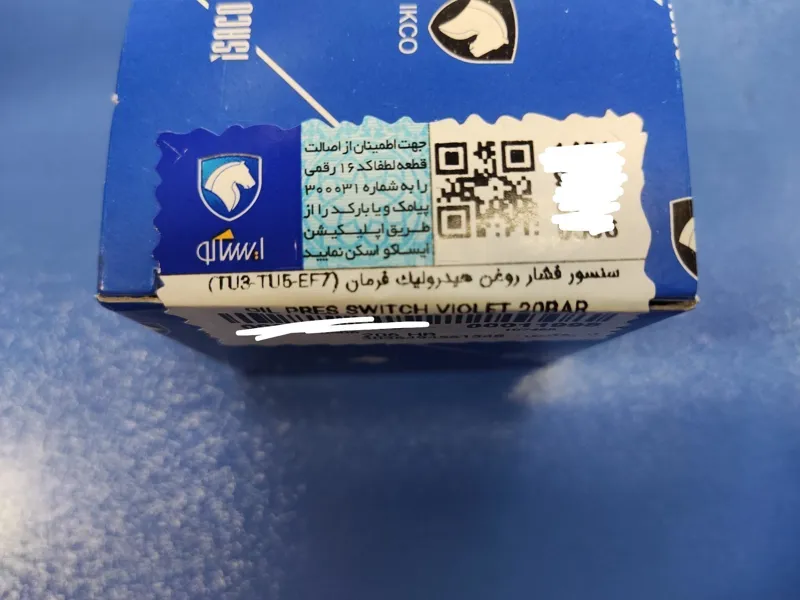 ISACO
IKCO
جهت اطمینان از اصالت
قطعه لطفا کد ۱۶ رقمی
را به شماره ۳۰۰۰۳۱
پیامک و یا بارکد را از
طریق اپلیکیشن
ایساکو اسکن نمایید
ایساکو
سنسور فشار روغن هیدرولیک فرمان (TU3-TU5-EF7)
OIL PRES SWITCH VIOLET 20BAR